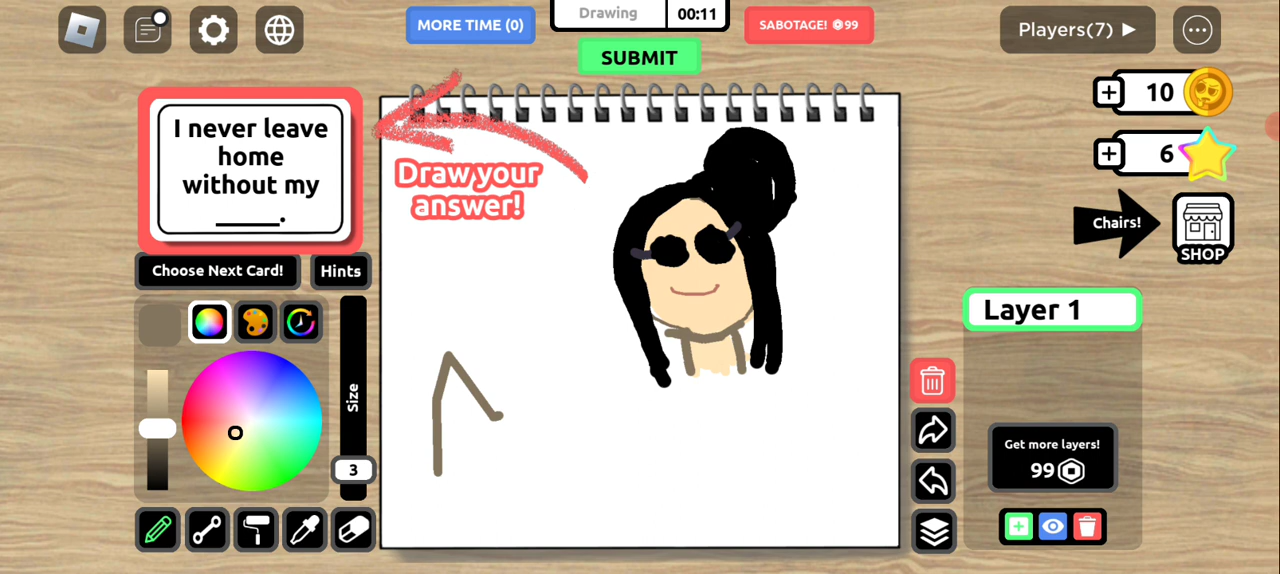 MORE TIME (0)
Drawing
00:11
SABOTAGE! 99
Players(7)
SUBMIT
10
6
I never leave
home
without my
_____.
Draw your
answer!
Chairs!
SHOP
Choose Next Card!
Hints
Layer 1
Size
3
Get more layers!
99